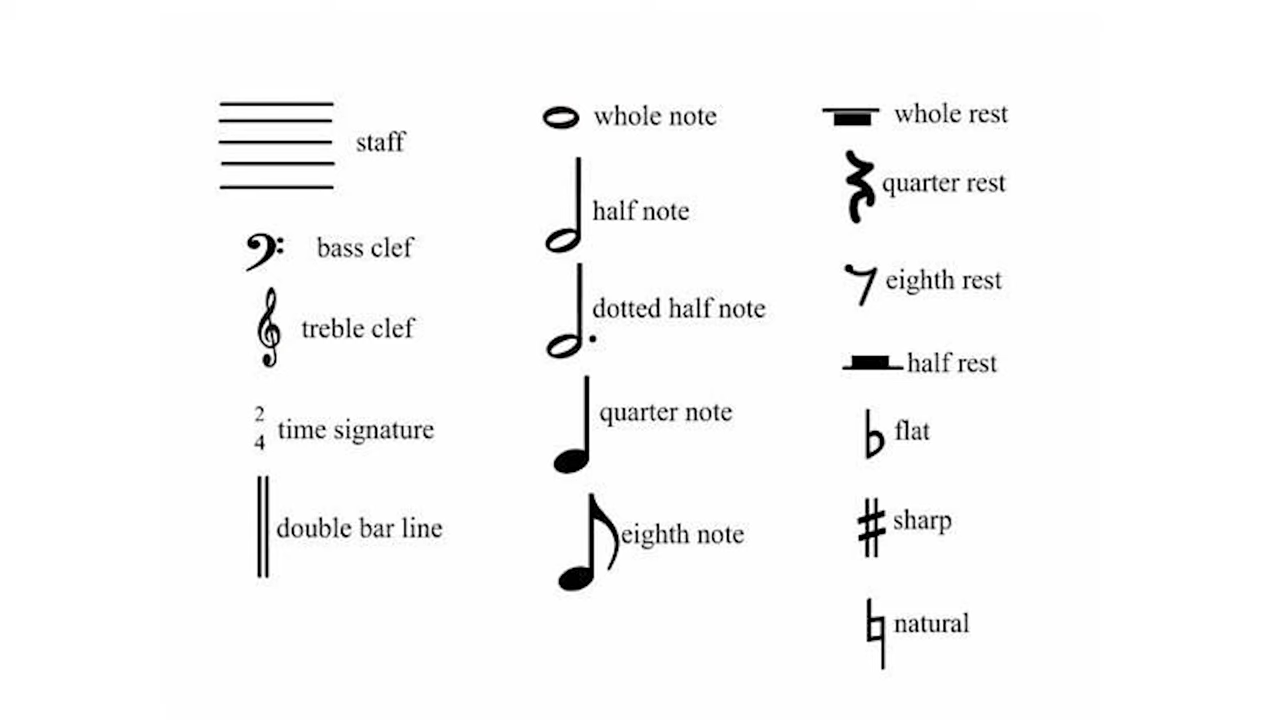 staff
bass clef
treble clef
2
4
time signature
double bar line
whole note
half note
dotted half note
quarter note
eighth note
whole rest
quarter rest
eighth rest
half rest
flat
sharp
natural